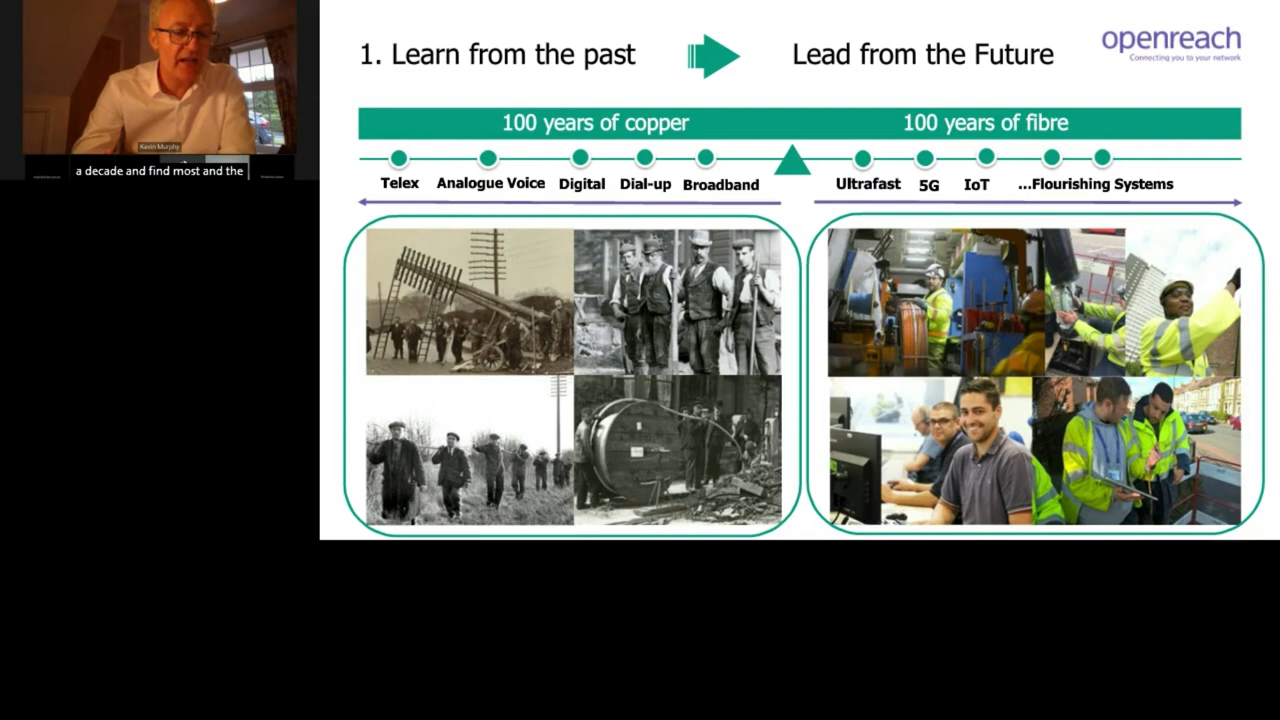 Kevin Murphy
a decade and find most and the
1. Learn from the past
Lead from the Future
openreach
Connecting you to your network
100 years of copper
100 years of fibre
Telex
Analogue Voice
Digital
Dial-up
Broadband
Ultrafast
5G
IoT
...Flourishing Systems